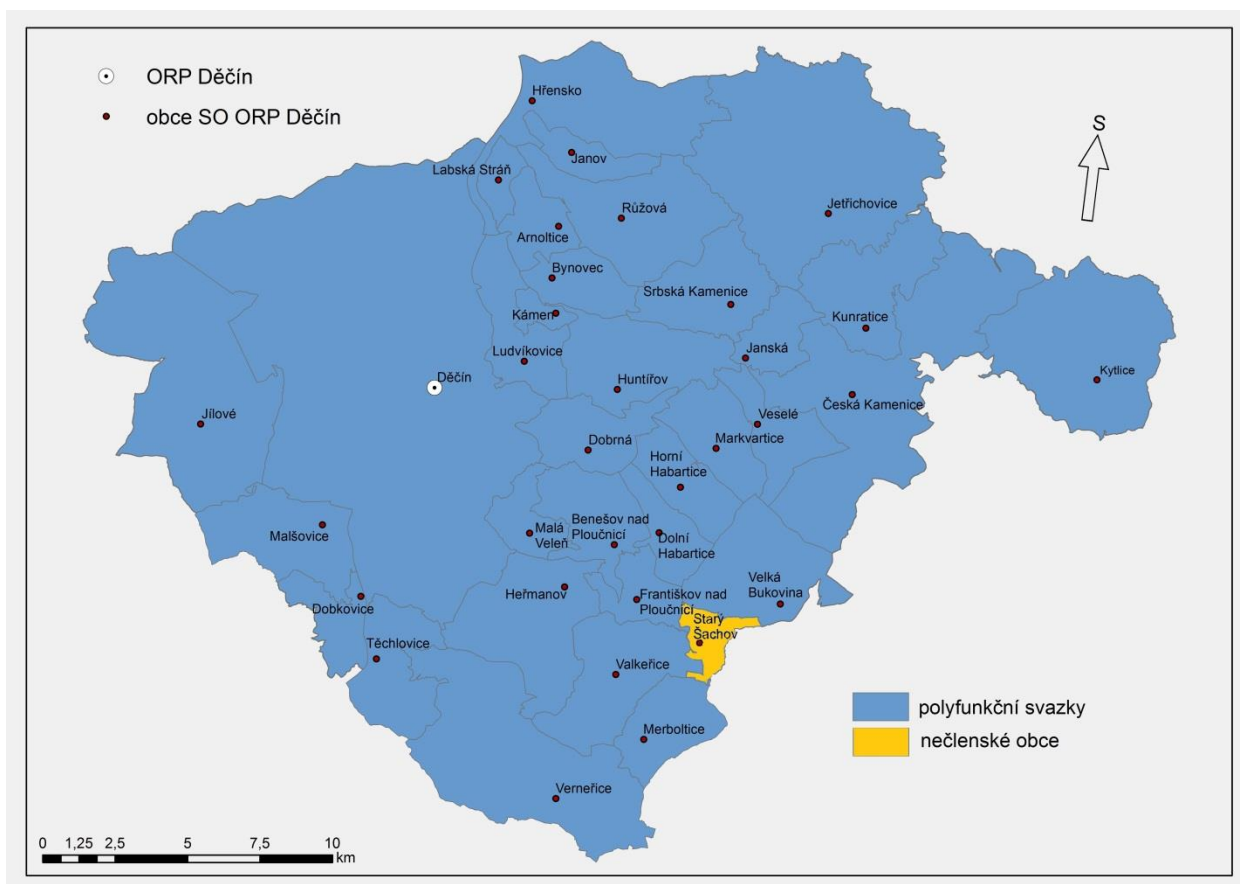 ORP Děčín
obce SO ORP Děčín
S
Hřensko
Janov
Labská Stráň
Růžová
Jetřichovice
Arnoltice
Bynovec
Srbská Kamenice
Kámen
Kunratice
Ludvíkovice
Janská
Děčín
Huntířov
Kytlice
Česká Kamenice
Jílové
Veselé
Dobrná
Markvartice
Horní
Habartice
Malšovice
Malá
Veleň
Benešov nad
Ploučnicí
Dolní
Habartice
Heřmanov
Františkov nad
Ploučnicí
Velká
Bukovina
Dobkovice
Starý
Šachov
Těchlovice
Valkeřice
Merboltice
Verneřice
polyfunkční svazky
nečlenské obce
0 1,25 2,5 5 7,5 10
km